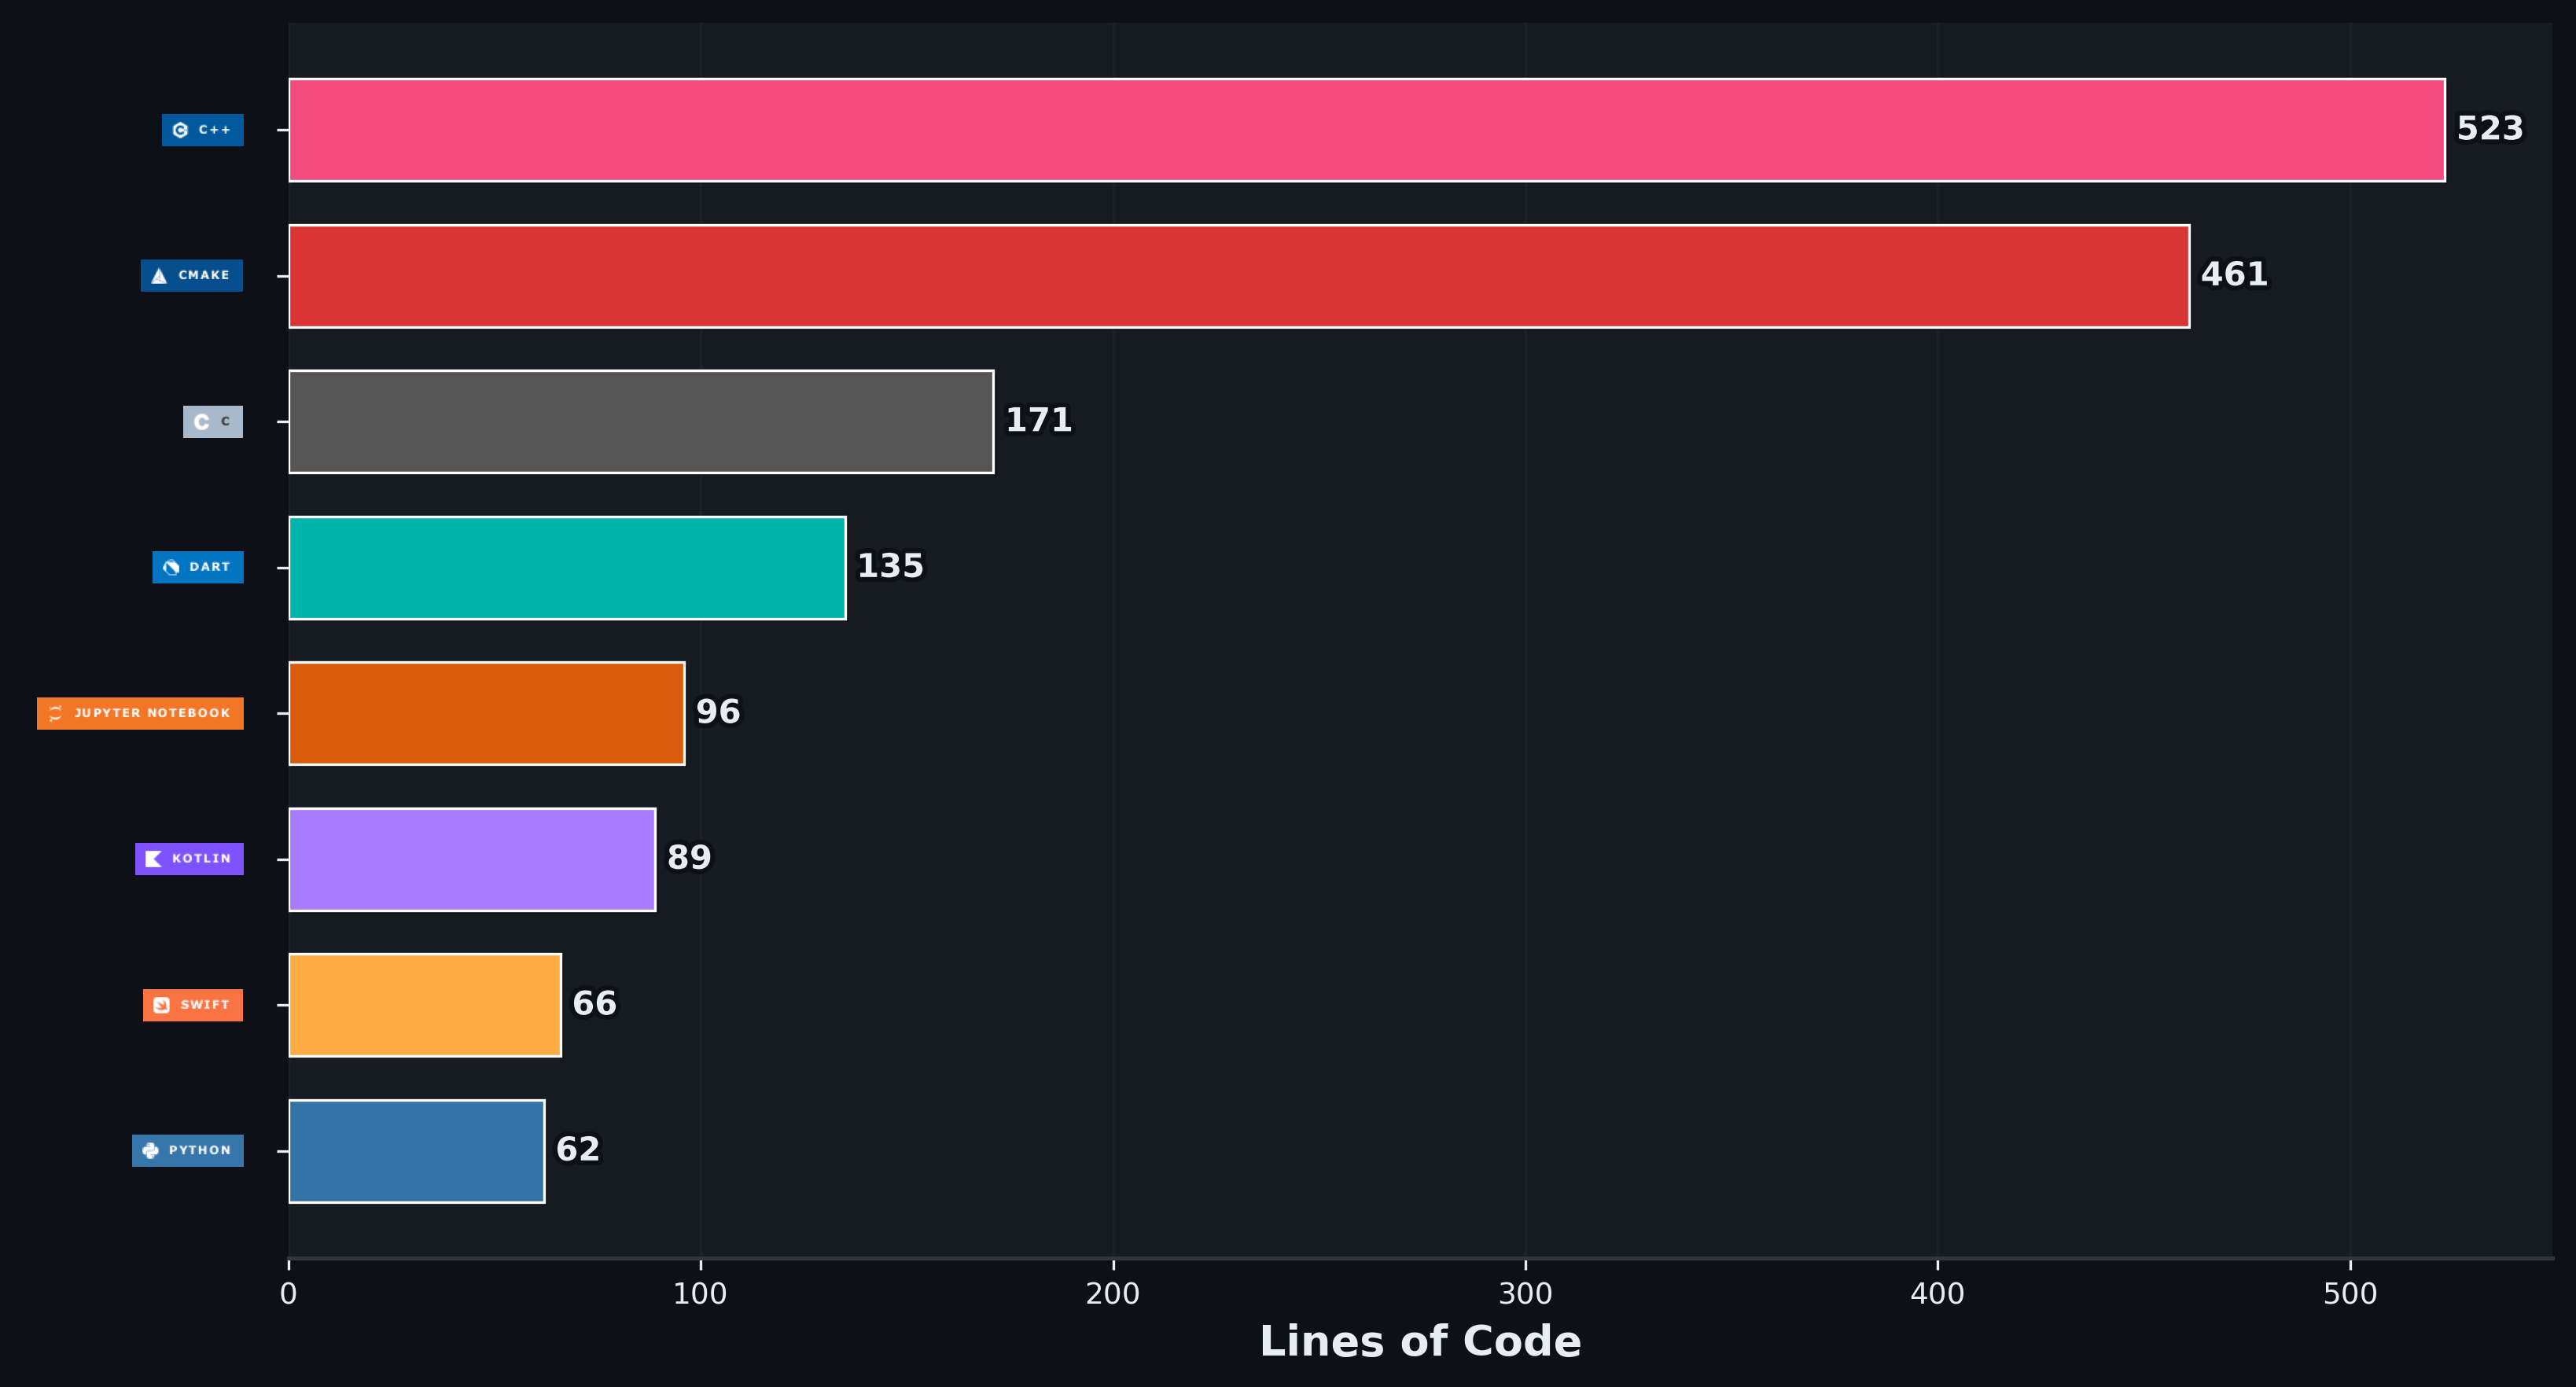 C++ 523
CMAKE 461
C 171
DART 135
JUPYTER NOTEBOOK 96
KOTLIN 89
SWIFT 66
PYTHON 62
0 100 200 300 400 500
Lines of Code